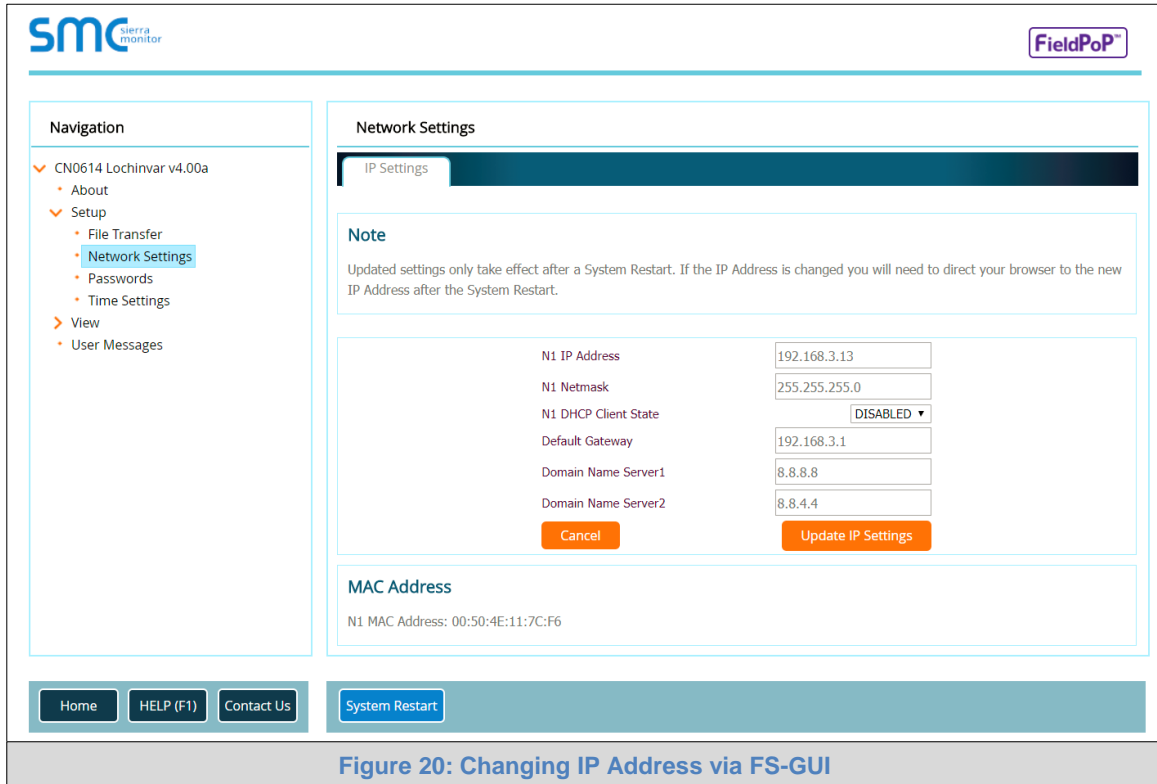 SMC sierra monitor
FieldPoP™
Navigation
CN0614 Lochinvar v4.00a
About
Setup
File Transfer
Network Settings
Passwords
Time Settings
View
User Messages
Network Settings
IP Settings
Note
Updated settings only take effect after a System Restart. If the IP Address is changed you will need to direct your browser to the new
IP Address after the System Restart.
N1 IP Address 192.168.3.13
N1 Netmask 255.255.255.0
N1 DHCP Client State DISABLED
Default Gateway 192.168.3.1
Domain Name Server1 8.8.8.8
Domain Name Server2 8.8.4.4
Cancel Update IP Settings
MAC Address
N1 MAC Address: 00:50:4E:11:7C:F6
Home HELP (F1) Contact Us System Restart
Figure 20: Changing IP Address via FS-GUI